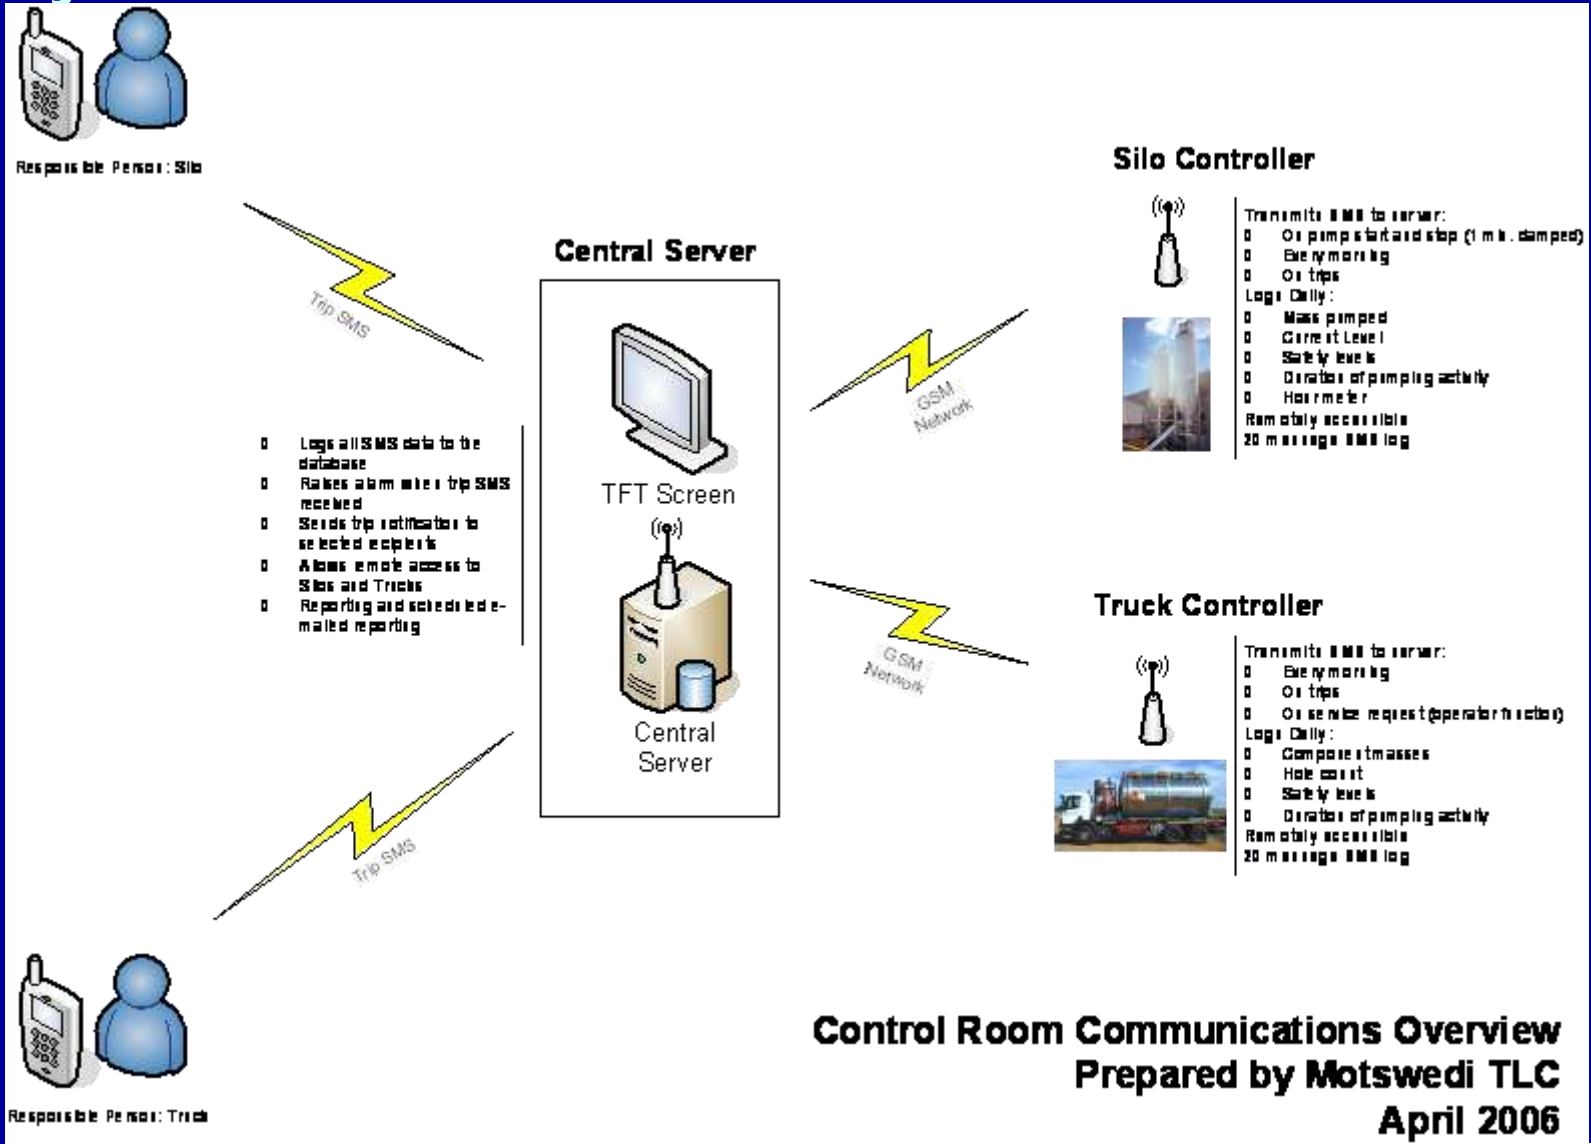 Responsible Person: Silo
Trip SMS
Central Server
TFT Screen
Central
Server
Logs all SMS data to the
database
Raises alarm when trip SMS
received
Sends trip notification to
selected recipients
Allows remote access to
Silos and Trucks
Reporting and scheduled e-
mailed reporting
GSM
Network
GSM
Network
Silo Controller
Transmits SMS to server:
On pump start and stop (1 min. damped)
Every morning
On trips
Logs Daily:
Mass pumped
Current Level
Safety levels
Duration of pumping activity
Hour meter
Remotely accessible
20 message SMS log
Truck Controller
Transmits SMS to server:
Every morning
On trips
On service request (operator function)
Logs Daily:
Component masses
Hole count
Safety levels
Duration of pumping activity
Remotely accessible
20 message SMS log
Trip SMS
Responsible Person: Truck
Control Room Communications Overview
Prepared by Motswedi TLC
April 2006